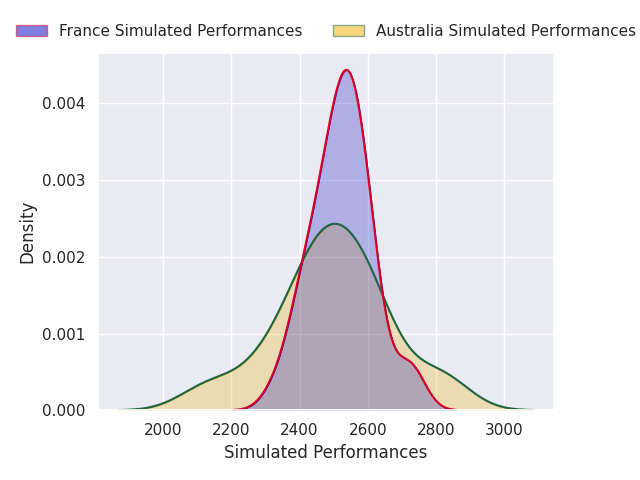 France Simulated Performances
Australia Simulated Performances
0.004
0.003
0.002
0.001
0.000
Density
2000 2200 2400 2600 2800 3000
Simulated Performances